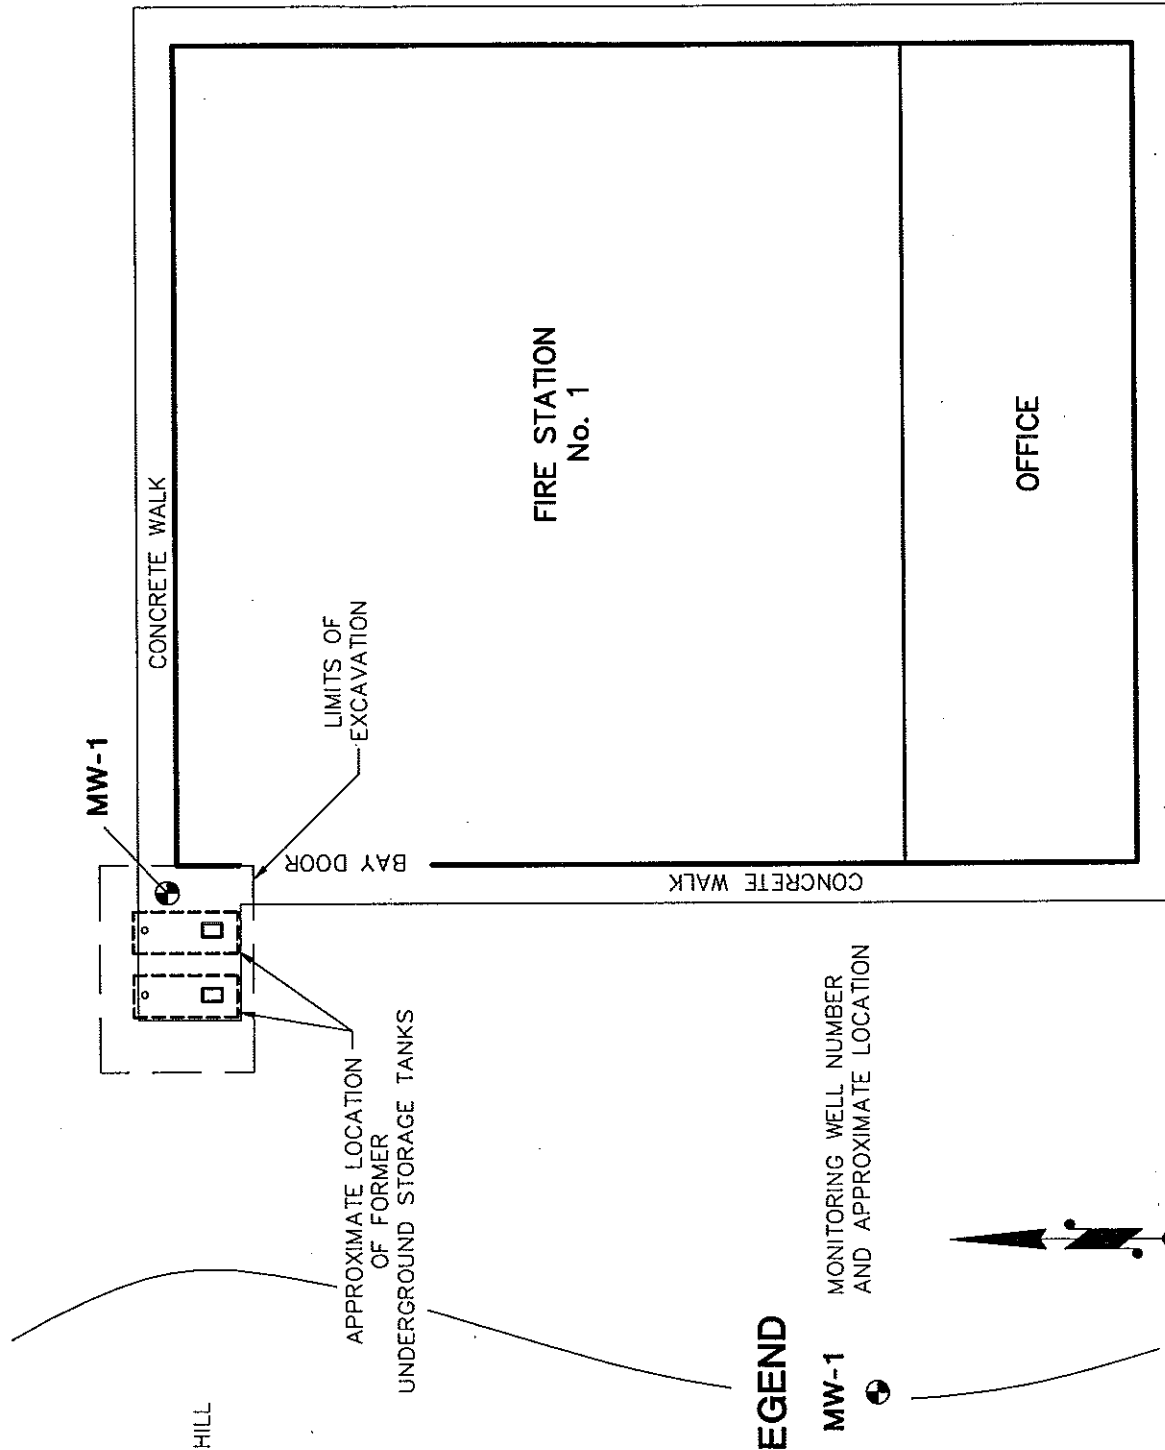 CONCRETE WALK
MW-1
LIMITS OF
EXCAVATION
BAY DOOR
FIRE STATION
No. 1
OFFICE
CONCRETE WALK
APPROXIMATE LOCATION
OF FORMER
UNDERGROUND STORAGE TANKS
HILL
EGEND
MW-1
MONITORING WELL NUMBER
AND APPROXIMATE LOCATION